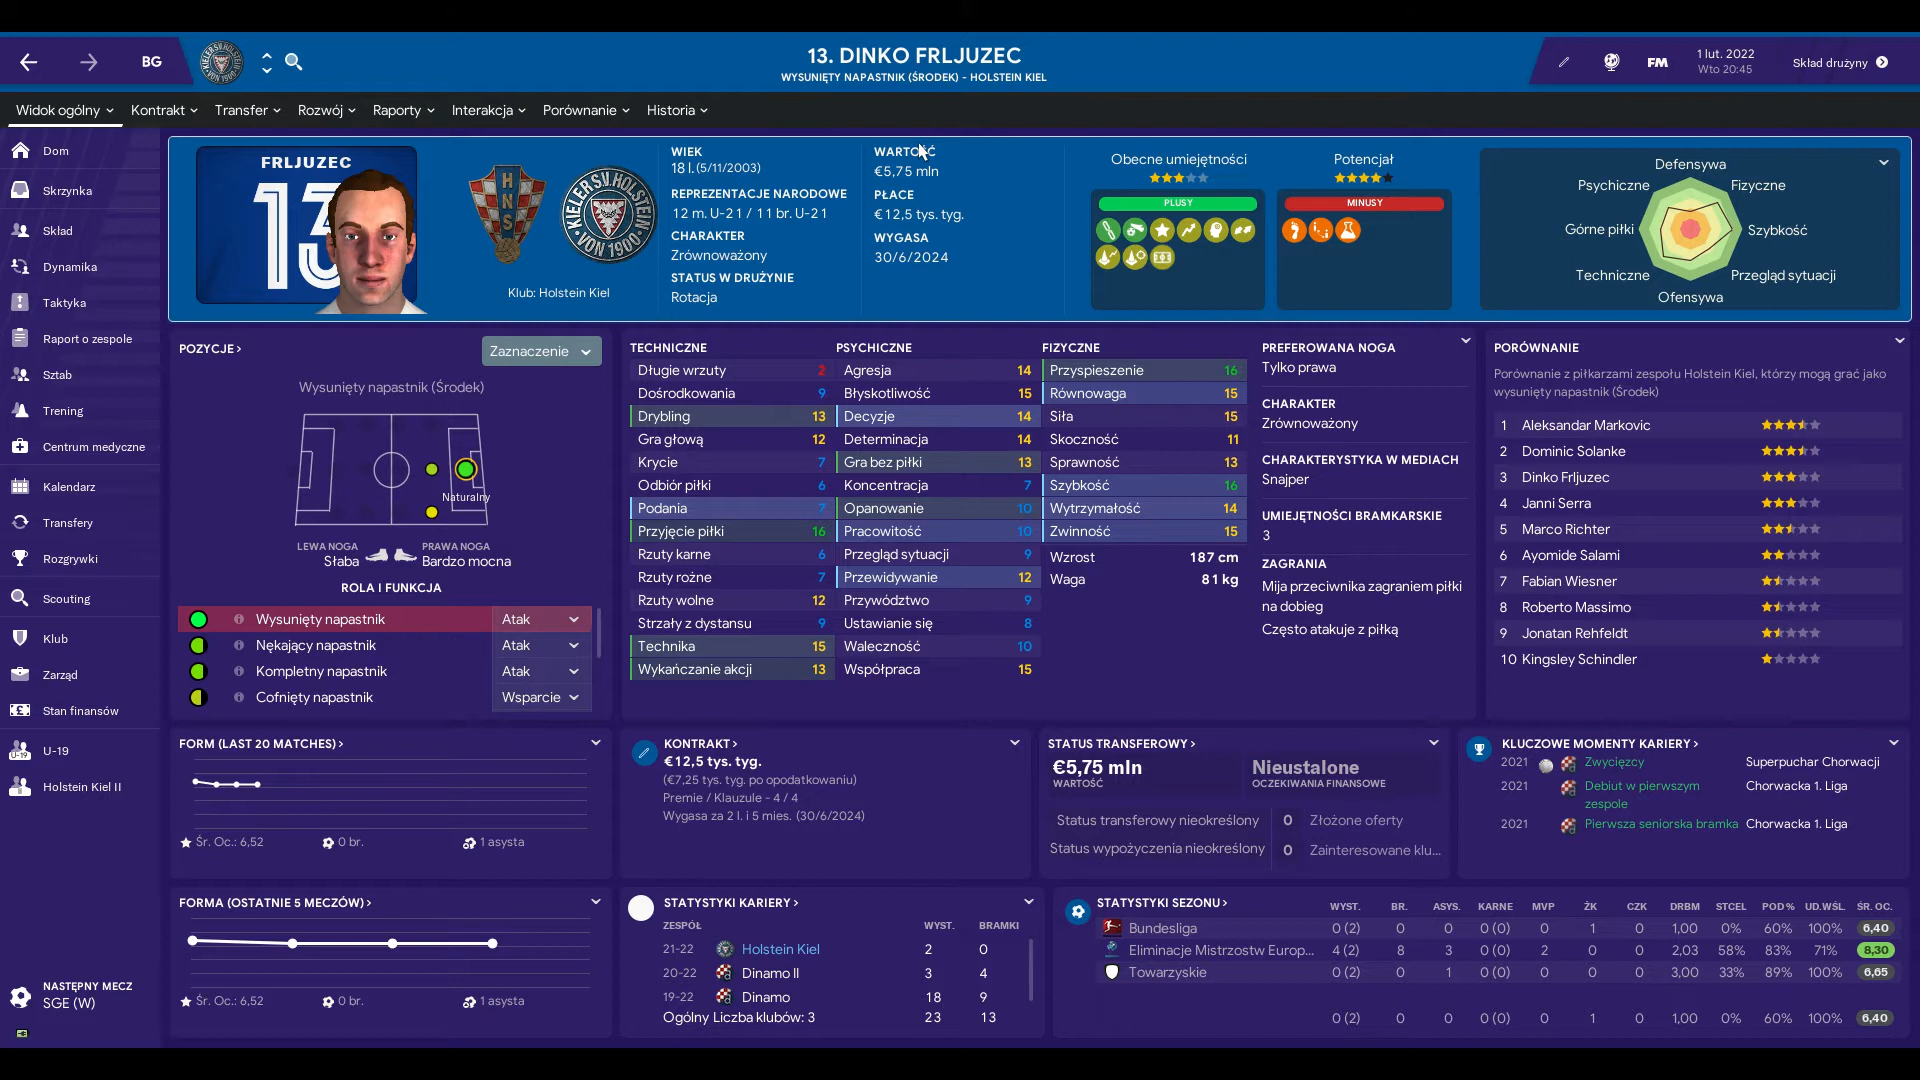 BG
13. DINKO FRLJUZEC
WYSUNIĘTY NAPASTNIK (ŚRODEK) - HOLSTEIN KIEL
FM
1 lut. 2022
Wto 20:45
Skład drużyny
Widok ogólny
Kontrakt
Transfer
Rozwój
Raporty
Interakcja
Porównanie
Historia
Dom
Skrzynka
Skład
Dynamika
Taktyka
Raport o zespole
Sztab
Trening
Centrum medyczne
Kalendarz
Transfery
Rozgrywki
Scouting
Klub
Zarząd
Stan finansów
U-19
Holstein Kiel II
NASTĘPNY MECZ
SGE (W)
FRLJUZEC
13
HNS
KIELER S.V. HOLSTEIN
VON 1900
Klub: Holstein Kiel
WIEK
18 l. (5/11/2003)
REPREZENTACJE NARODOWE
12 m. U-21 / 11 br. U-21
CHARAKTER
Zrównoważony
STATUS W DRUŻYNIE
Rotacja
WARTOŚĆ
€5,75 mln
PŁACE
€12,5 tys. tyg.
WYGASA
30/6/2024
Obecne umiejętności
PLUSY
Potencjał
MINUSY
Defensywa
Psychiczne
Fizyczne
Górne piłki
Szybkość
Techniczne
Przegląd sytuacji
Ofensywa
POZYCJE
Zaznaczenie
Wysunięty napastnik (Środek)
Naturalny
LEWA NOGA
Słaba
PRAWA NOGA
Bardzo mocna
ROLA I FUNKCJA
Wysunięty napastnik Atak
Nękający napastnik Atak
Kompletny napastnik Atak
Cofnięty napastnik Wsparcie
TECHNICZNE
Długie wrzuty 2
Dośrodkowania 9
Drybling 13
Gra głową 12
Krycie 7
Odbiór piłki 6
Podania 7
Przyjęcie piłki 16
Rzuty karne 6
Rzuty rożne 7
Rzuty wolne 12
Strzały z dystansu 9
Technika 15
Wykańczanie akcji 13
PSYCHICZNE
Agresja 14
Błyskotliwość 15
Decyzje 14
Determinacja 14
Gra bez piłki 13
Koncentracja 7
Opanowanie 10
Pracowitość 10
Przegląd sytuacji 9
Przewidywanie 12
Przywództwo 9
Ustawianie się 8
Waleczność 10
Współpraca 15
FIZYCZNE
Przyspieszenie 16
Równowaga 15
Siła 15
Skoczność 11
Sprawność 13
Szybkość 16
Wytrzymałość 14
Zwinność 15
Wzrost 187 cm
Waga 81 kg
PREFEROWANA NOGA
Tylko prawa
CHARAKTER
Zrównoważony
CHARAKTERYSTYKA W MEDIACH
Snajper
UMIEJĘTNOŚCI BRAMKARSKIE
3
ZAGRANIA
Mija przeciwnika zagraniem piłki
na dobieg
Często atakuje z piłką
PORÓWNANIE
Porównanie z piłkarzami zespołu Holstein Kiel, którzy mogą grać jako
wysunięty napastnik (Środek)
1 Aleksandar Markovic
2 Dominic Solanke
3 Dinko Frljuzec
4 Janni Serra
5 Marco Richter
6 Ayomide Salami
7 Fabian Wiesner
8 Roberto Massimo
9 Jonatan Rehfeldt
10 Kingsley Schindler
FORM (LAST 20 MATCHES)
Śr. Oc.: 6,52
0 br.
1 asysta
KONTRAKT
€12,5 tys. tyg.
(€7,25 tys. tyg. po opodatkowaniu)
Premie / Klauzule - 4 / 4
Wygasa za 2 l. i 5 mies. (30/6/2024)
STATUS TRANSFEROWY
€5,75 mln
WARTOŚĆ
Nieustalone
OCZEKIWANIA FINANSOWE
Status transferowy nieokreślony
0 Złożone oferty
Status wypożyczenia nieokreślony
0 Zainteresowane klu...
KLUCZOWE MOMENTY KARIERY
2021 Zwycięzcy Superpuchar Chorwacji
2021 Debiut w pierwszym zespole Chorwacka 1. Liga
2021 Pierwsza seniorska bramka Chorwacka 1. Liga
FORMA (OSTATNIE 5 MECZÓW)
Śr. Oc.: 6,52
0 br.
1 asysta
STATYSTYKI KARIERY
ZESPÓŁ WYST. BRAMKI
21-22 Holstein Kiel 2 0
20-22 Dinamo II 3 4
19-22 Dinamo 18 9
Ogólny Liczba klubów: 3 23 13
STATYSTYKI SEZONU WYST. BR. ASYS. KARNE MVP ŻK CZK DRBM STCEL POD % UD.WŚL. ŚR. OC.
Bundesliga 0 (2) 0 0 0 (0) 0 1 0 1,00 0% 60% 100% 6,40
Eliminacje Mistrzostw Europ... 4 (2) 8 3 0 (0) 2 0 0 2,03 58% 83% 71% 8,30
Towarzyskie 0 (2) 0 1 0 (0) 0 0 0 3,00 33% 89% 100% 6,65
0 (2) 0 0 0 (0) 0 1 0 1,00 0% 60% 100% 6,40